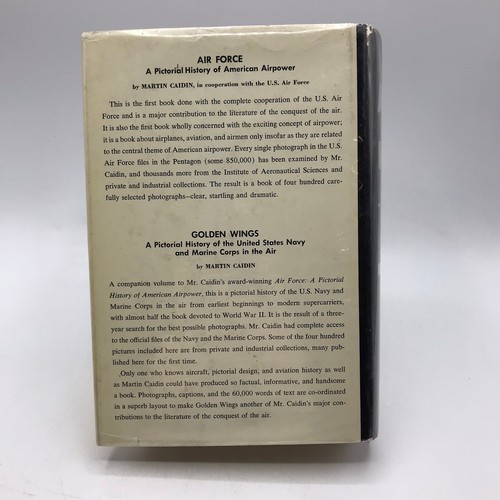 AIR FORCE
A Pictorial History of American Airpower
by MARTIN CAIDIN, in cooperation with the U.S. Air Force
This is the first book done with the complete cooperation of the U.S. Air
Force and is a major contribution to the literature of the conquest of the air.
It is also the first book wholly concerned with the exciting concept of airpower;
it is a book about airplanes, aviation, and airmen only insofar as they are related
to the central theme of American airpower. Every single photograph in the U.S.
Air Force files in the Pentagon (some 850,000) has been examined by Mr.
Caidin, and thousands more from the Institute of Aeronautical Sciences and
private and industrial collections. The result is a book of four hundred care-
fully selected photographs—clear, startling and dramatic.
GOLDEN WINGS
A Pictorial History of the United States Navy
and Marine Corps in the Air
by MARTIN CAIDIN
A companion volume to Mr. Caidin's award-winning Air Force: A Pictorial
History of American Airpower, this is a pictorial history of the U.S. Navy and
Marine Corps in the air from earliest beginnings to modern supercarriers,
with almost half the book devoted to World War II. It is the result of a three-
year search for the best possible photographs. Mr. Caidin had complete access
to the official files of the Navy and the Marine Corps. Some of the four hundred
pictures included here are from private and industrial collections, many pub-
lished here for the first time.
Only one who knows aircraft, pictorial design, and aviation history as well
as Martin Caidin could have produced so factual, informative, and handsome
a book. Photographs, captions, and the 60,000 words of text are co-ordinated
in a superb layout to make Golden Wings another of Mr. Caidin's major con-
tributions to the literature of the conquest of the air.